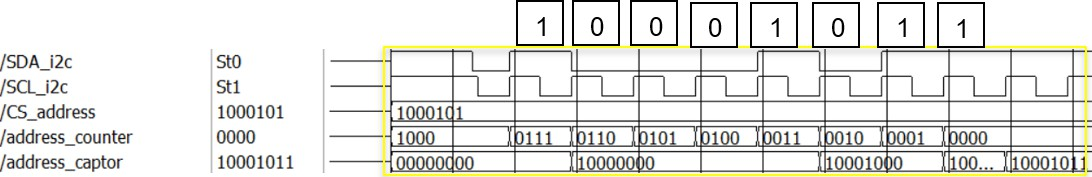 1 0 0 0 1 0 1 1
/SDA_i2c St0
/SCL_i2c St1
/CS_address 1000101 1000101
/address_counter 0000 1000 0111 0110 0101 0100 0011 0010 0001 0000
/address_captor 10001011 00000000 10000000 10001000 100... 10001011